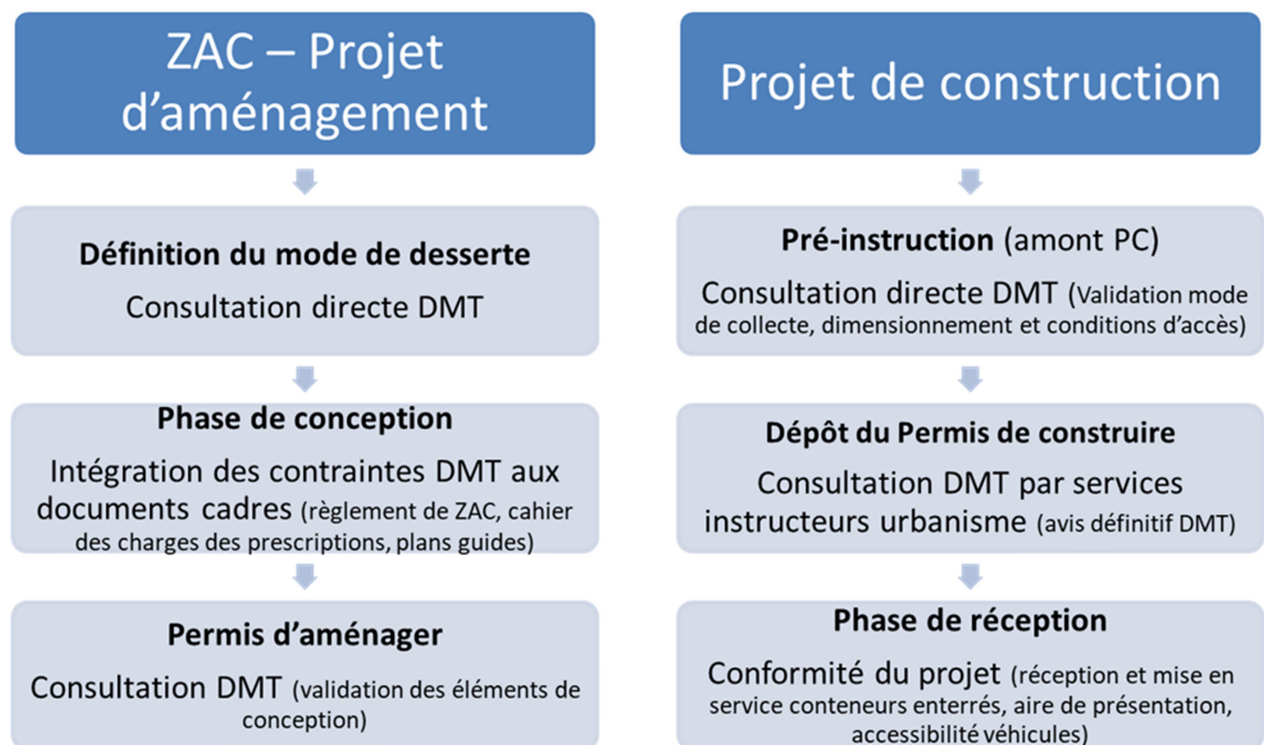 ZAC – Projet
d’aménagement
Définition du mode de desserte
Consultation directe DMT
Phase de conception
Intégration des contraintes DMT aux
documents cadres (règlement de ZAC, cahier
des charges des prescriptions, plans guides)
Permis d’aménager
Consultation DMT (validation des éléments de
conception)
Projet de construction
Pré-instruction (amont PC)
Consultation directe DMT (Validation mode
de collecte, dimensionnement et conditions d’accès)
Dépôt du Permis de construire
Consultation DMT par services
instructeurs urbanisme (avis définitif DMT)
Phase de réception
Conformité du projet (réception et mise en
service conteneurs enterrés, aire de présentation,
accessibilité véhicules)